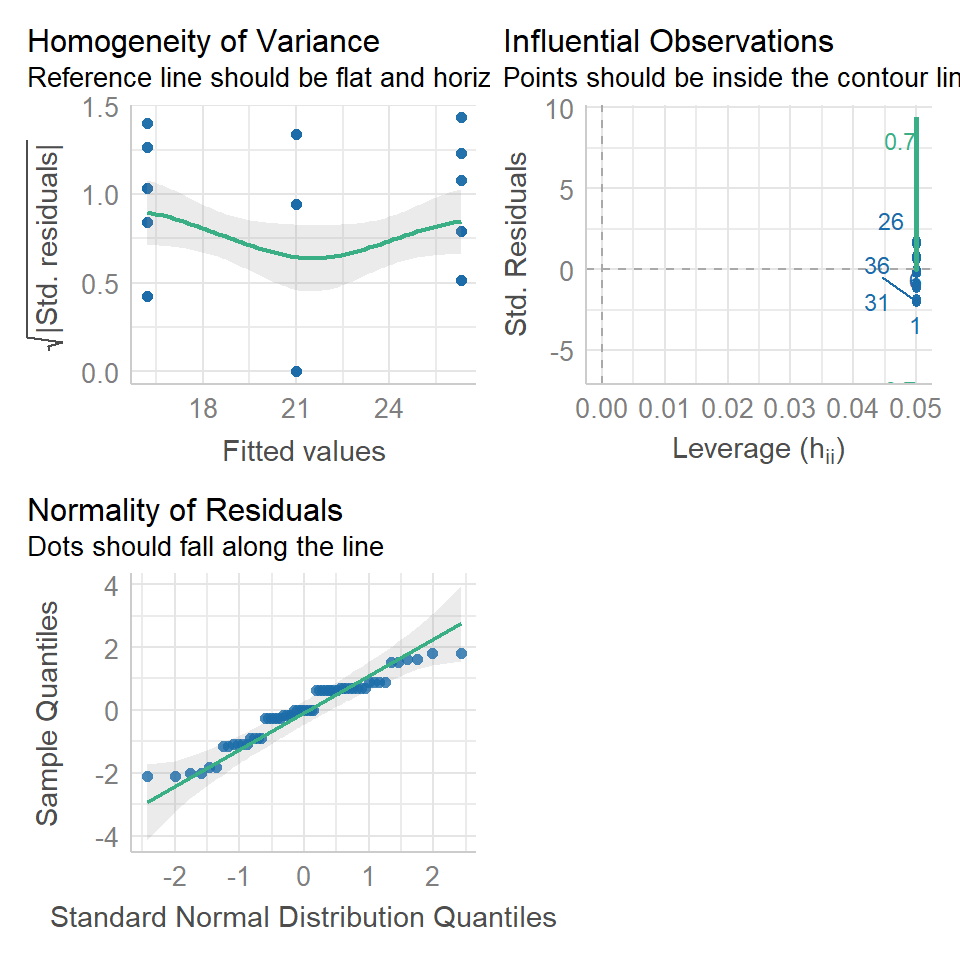 Homogeneity of Variance
Reference line should be flat and horiz
1.5
1.0
0.5
0.0
√|Std. residuals|
18 21 24
Fitted values
Influential Observations
Points should be inside the contour lin
10
5
0
-5
Std. Residuals
0.7
26
36
31
1
0.00 0.01 0.02 0.03 0.04 0.05
Leverage (hii)
Normality of Residuals
Dots should fall along the line
4
2
0
-2
-4
Sample Quantiles
-2 -1 0 1 2
Standard Normal Distribution Quantiles